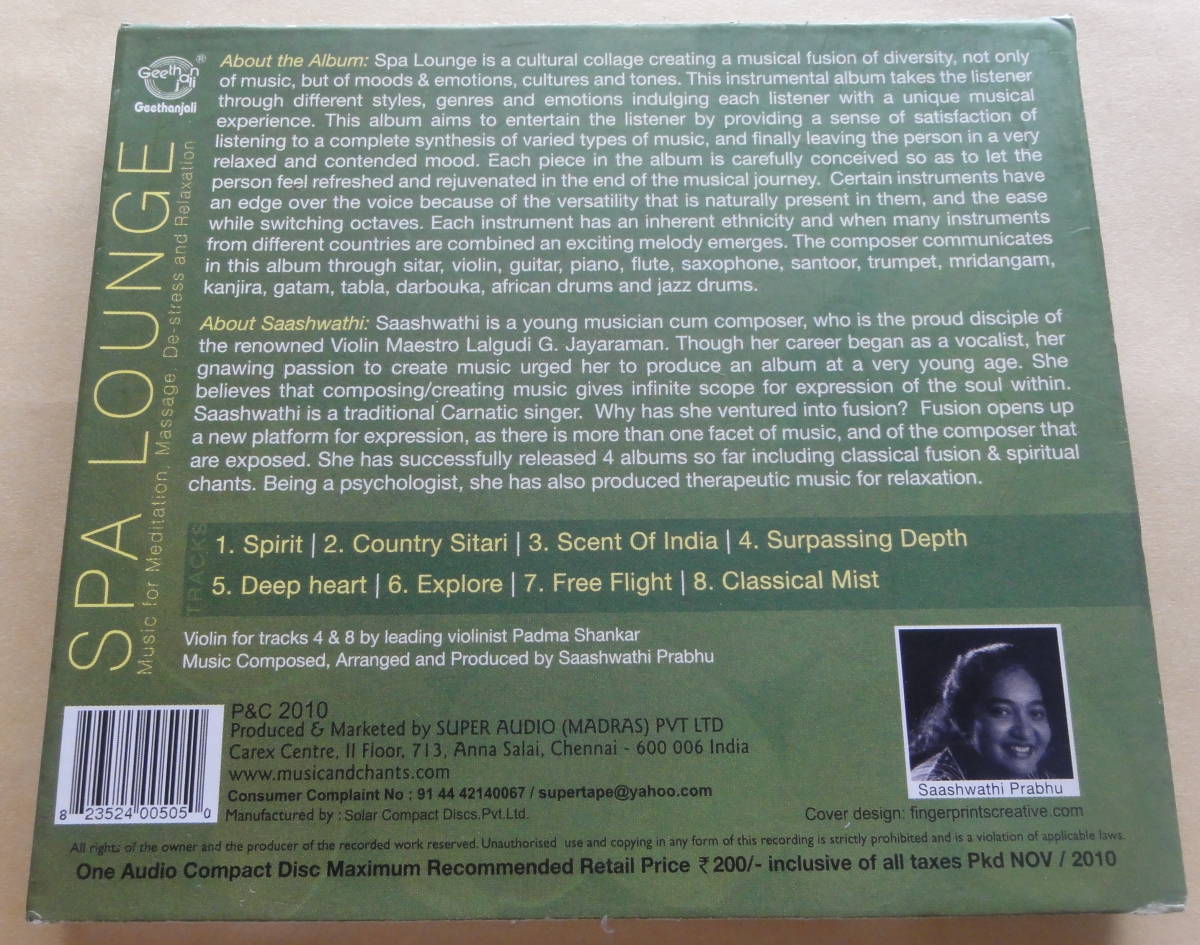 Geethanjali
®
Geethanjali
SPA LOUNGE
Music for Meditation, Massage, De-stress and Relaxation
About the Album: Spa Lounge is a cultural collage creating a musical fusion of diversity, not only
of music, but of moods & emotions, cultures and tones. This instrumental album takes the listener
through different styles, genres and emotions indulging each listener with a unique musical
experience. This album aims to entertain the listener by providing a sense of satisfaction of
listening to a complete synthesis of varied types of music, and finally leaving the person in a very
relaxed and contended mood. Each piece in the album is carefully conceived so as to let the
person feel refreshed and rejuvenated in the end of the musical journey. Certain instruments have
an edge over the voice because of the versatility that is naturally present in them, and the ease
while switching octaves. Each instrument has an inherent ethnicity and when many instruments
from different countries are combined an exciting melody emerges. The composer communicates
in this album through sitar, violin, guitar, piano, flute, saxophone, santoor, trumpet, mridangam,
kanjira, gatam, tabla, darbouka, african drums and jazz drums.
About Saashwathi: Saashwathi is a young musician cum composer, who is the proud disciple of
the renowned Violin Maestro Lalgudi G. Jayaraman. Though her career began as a vocalist, her
gnawing passion to create music urged her to produce an album at a very young age. She
believes that composing/creating music gives infinite scope for expression of the soul within.
Saashwathi is a traditional Carnatic singer. Why has she ventured into fusion? Fusion opens up
a new platform for expression, as there is more than one facet of music, and of the composer that
are exposed. She has successfully released 4 albums so far including classical fusion & spiritual
chants. Being a psychologist, she has also produced therapeutic music for relaxation.
TRACKS
1. Spirit | 2. Country Sitari | 3. Scent Of India | 4. Surpassing Depth
5. Deep heart | 6. Explore | 7. Free Flight | 8. Classical Mist
Violin for tracks 4 & 8 by leading violinist Padma Shankar
Music Composed, Arranged and Produced by Saashwathi Prabhu
P&C 2010
Produced & Marketed by SUPER AUDIO (MADRAS) PVT LTD
Carex Centre, II Floor, 713, Anna Salai, Chennai - 600 006 India
www.musicandchants.com
Consumer Complaint No : 91 44 42140067 / supertape@yahoo.com
Manufactured by : Solar Compact Discs.Pvt.Ltd.
8 23524 00505 0
Saashwathi Prabhu
Cover design: fingerprintscreative.com
All rights of the owner and the producer of the recorded work reserved. Unauthorised use and copying in any form of this recording is strictly prohibited and is a violation of applicable laws.
One Audio Compact Disc Maximum Recommended Retail Price ₹200/- inclusive of all taxes Pkd NOV / 2010